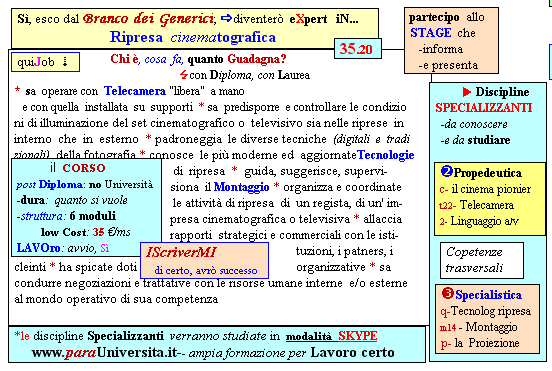 Sì, esco dal Branco dei Generici, ➪diventerò eXpert iN...
Ripresa cinematografica
35.20
partecipo allo
STAGE che
-informa
-e presenta
quiJob ⇣
Chi è, cosa fa, quanto Guadagna?
con Diploma, con Laurea
* sa operare con Telecamera "libera" a mano
e con quella installata su supporti * sa predisporre e controllare le condizio
ni di illuminazione del set cinematografico o televisivo sia nelle riprese in
interno che in esterno * padroneggia le diverse tecniche (digitali e tradi
zionali) della fotografia * conosce le più moderne ed aggiornateTecnologie
di ripresa * guida, suggerisce, supervi-
siona il Montaggio * organizza e coordinate
le attività di ripresa di un regista, di un' im-
presa cinematografica o televisiva * allaccia
rapporti strategici e commerciali con le isti-
tuzioni, i patners, i
cleinti * ha spicate doti organizzative * sa
condurre negoziazioni e trattative con le risorse umane interne e/o esterne
al mondo operativo di sua competenza
il CORSO
post Diploma: no Università
-dura: quanto si vuole
-struttura: 6 moduli
low Cost: 35 €/ms
LAVOro: avvio, Sì
IScriverMI
di certo, avrò successo
▶ Discipline
SPECIALIZZANTI
-da conoscere
-e da studiare
❷Propedeutica
c- il cinema pionier
t22- Telecamera
2- Linguaggio a/v
Copetenze
trasversali
❸Specialistica
q-Tecnolog ripresa
m14 - Montaggio
p- la Proiezione
*le discipline Specializzanti verranno studiate in modalità SKYPE
www.paraUniversita.it-- ampia formazione per Lavoro certo